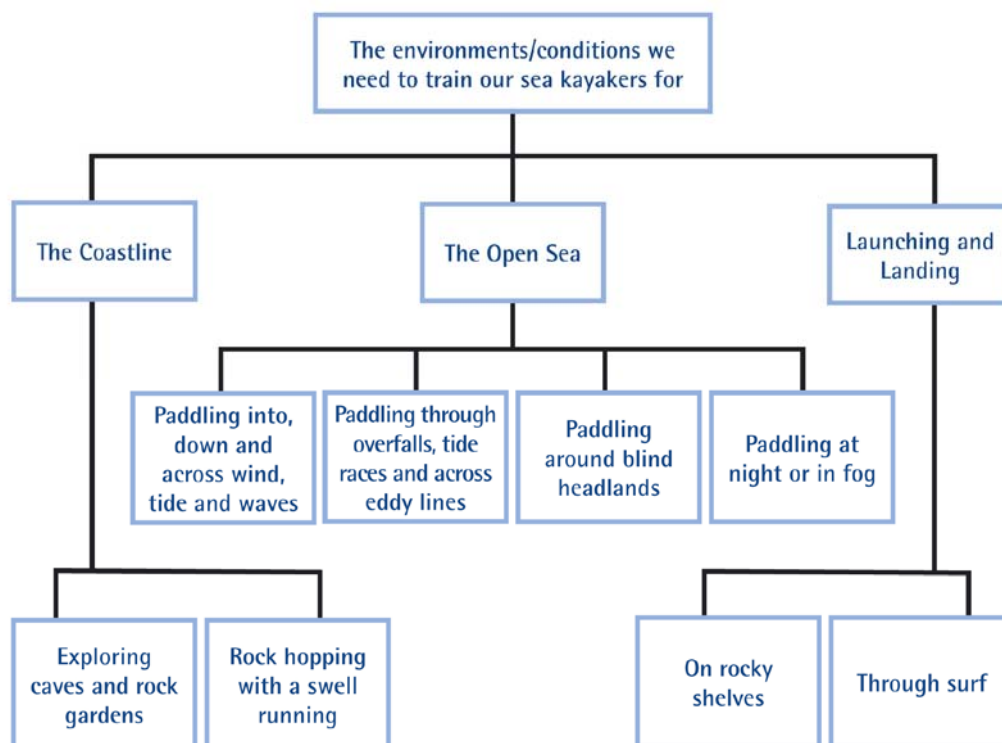 The environments/conditions we
need to train our sea kayakers for
The Coastline
The Open Sea
Launching and
Landing
Paddling into,
down and
across wind,
tide and waves
Paddling through
overfalls, tide
races and across
eddy lines
Paddling
around blind
headlands
Paddling at
night or in fog
Exploring
caves and rock
gardens
Rock hopping
with a swell
running
On rocky
shelves
Through surf